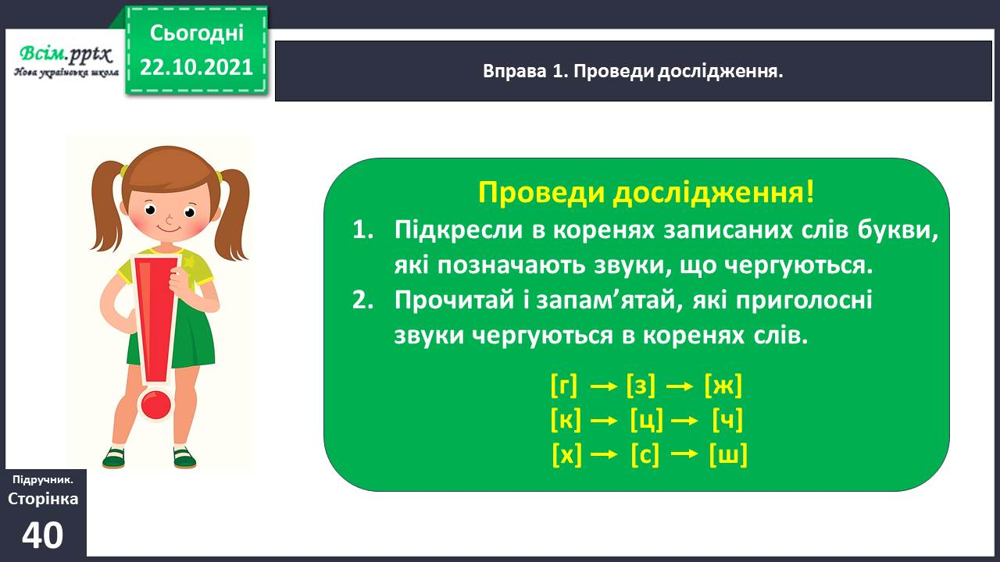 Всім.pptx
Нова українська школа
Сьогодні
22.10.2021
Вправа 1. Проведи дослідження.
Проведи дослідження!
1. Підкресли в коренях записаних слів букви,
які позначають звуки, що чергуються.
2. Прочитай і запам’ятай, які приголосні
звуки чергуються в коренях слів.
[г] → [з] → [ж]
[к] → [ц] → [ч]
[х] → [с] → [ш]
Підручник.
Сторінка
40